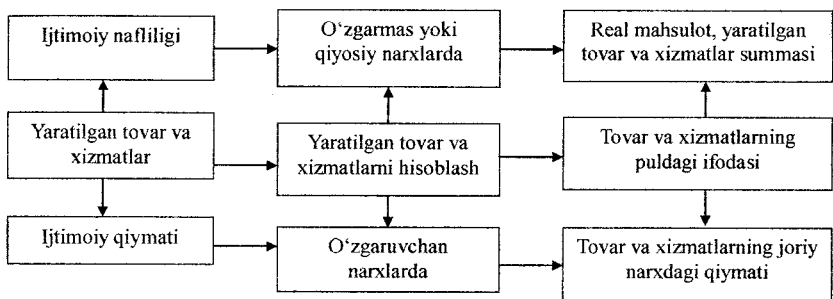 Ijtimoiy nafliligi
O‘zgarmas yoki
qiyosiy narxlarda
Real mahsulot, yaratilgan
tovar va xizmatlar summasi
Yaratilgan tovar va
xizmatlar
Yaratilgan tovar va
xizmatlarni hisoblash
Tovar va xizmatlarning
puldagi ifodasi
Ijtimoiy qiymati
O‘zgaruvchan
narxlarda
Tovar va xizmatlarning joriy
narxdagi qiymati